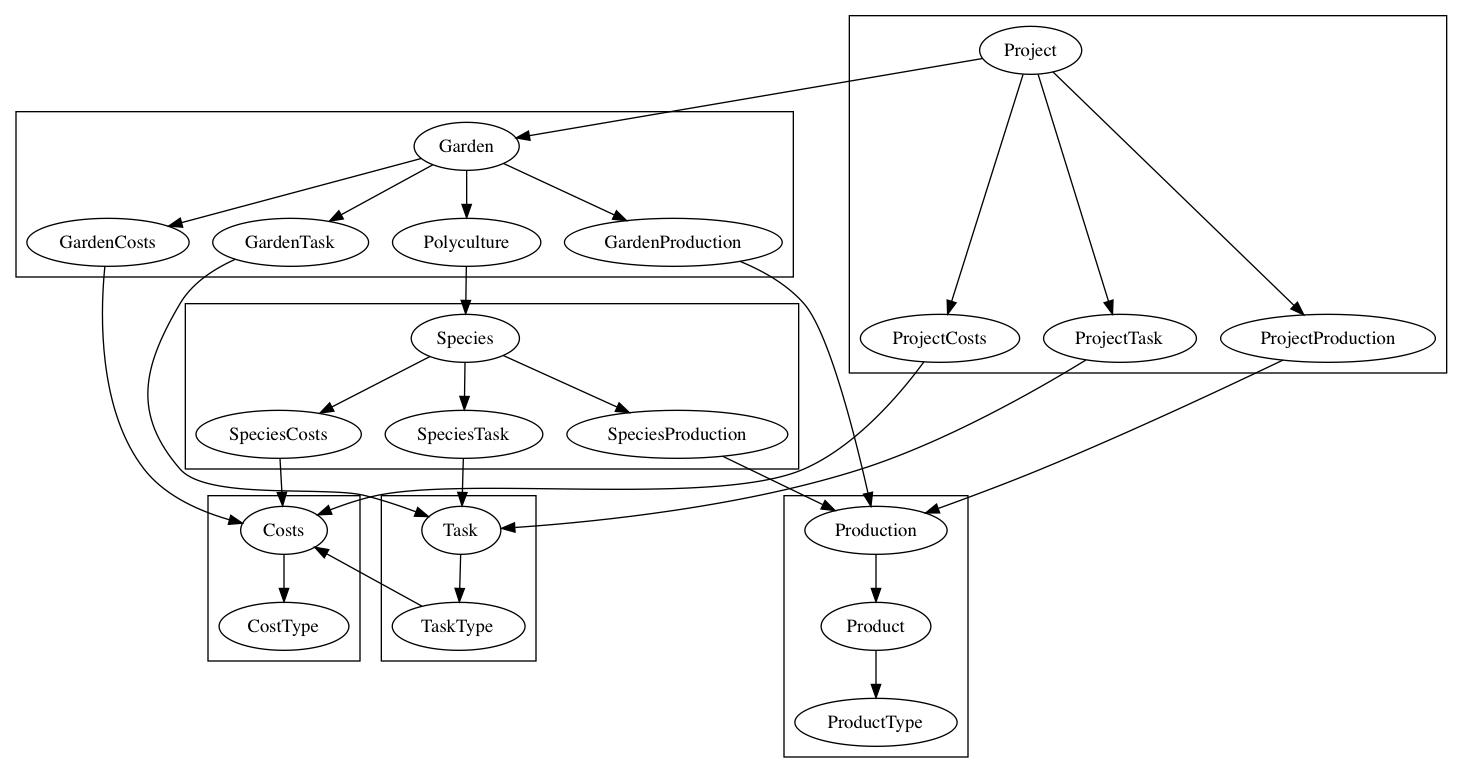 Project
Garden
GardenCosts
GardenTask
Polyculture
GardenProduction
Species
ProjectCosts
ProjectTask
ProjectProduction
SpeciesCosts
SpeciesTask
SpeciesProduction
Costs
Task
Production
CostType
TaskType
Product
ProductType